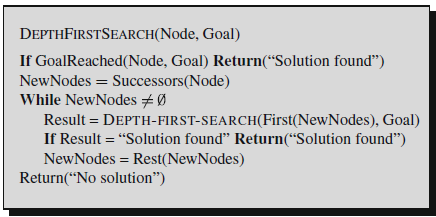 DEPTHFIRSTSEARCH(Node, Goal)
If GoalReached(Node, Goal) Return(“Solution found”)
NewNodes = Successors(Node)
While NewNodes ≠ ∅
Result = DEPTH-FIRST-SEARCH(First(NewNodes), Goal)
If Result = “Solution found” Return(“Solution found”)
NewNodes = Rest(NewNodes)
Return(“No solution”)